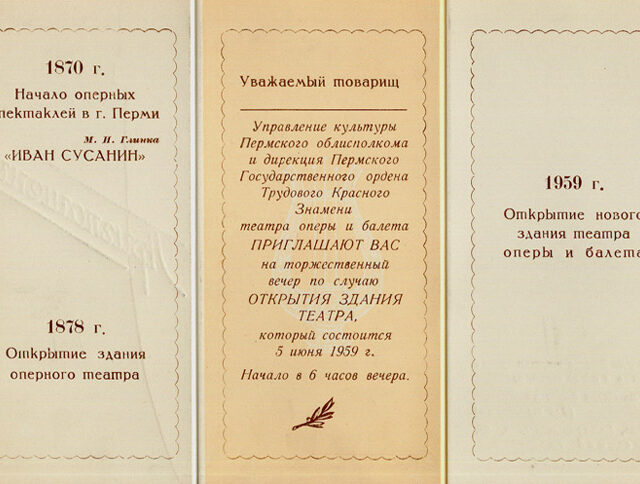 1870 г.
Начало оперных
пектаклей в г. Перми
М. И. Глинка
«ИВАН СУСАНИН»
1878 г.
Открытие здания
оперного театра
Уважаемый товарищ
Управление культуры
Пермского облисполкома
и дирекция Пермского
Государственного ордена
Трудового Красного
Знамени
театра оперы и балета
ПРИГЛАШАЮТ ВАС
на торжественный
вечер по случаю
ОТКРЫТИЯ ЗДАНИЯ
ТЕАТРА,
который состоится
5 июня 1959 г.
Начало в 6 часов вечера.
1959 г.
Открытие нового
здания театра
оперы и балета